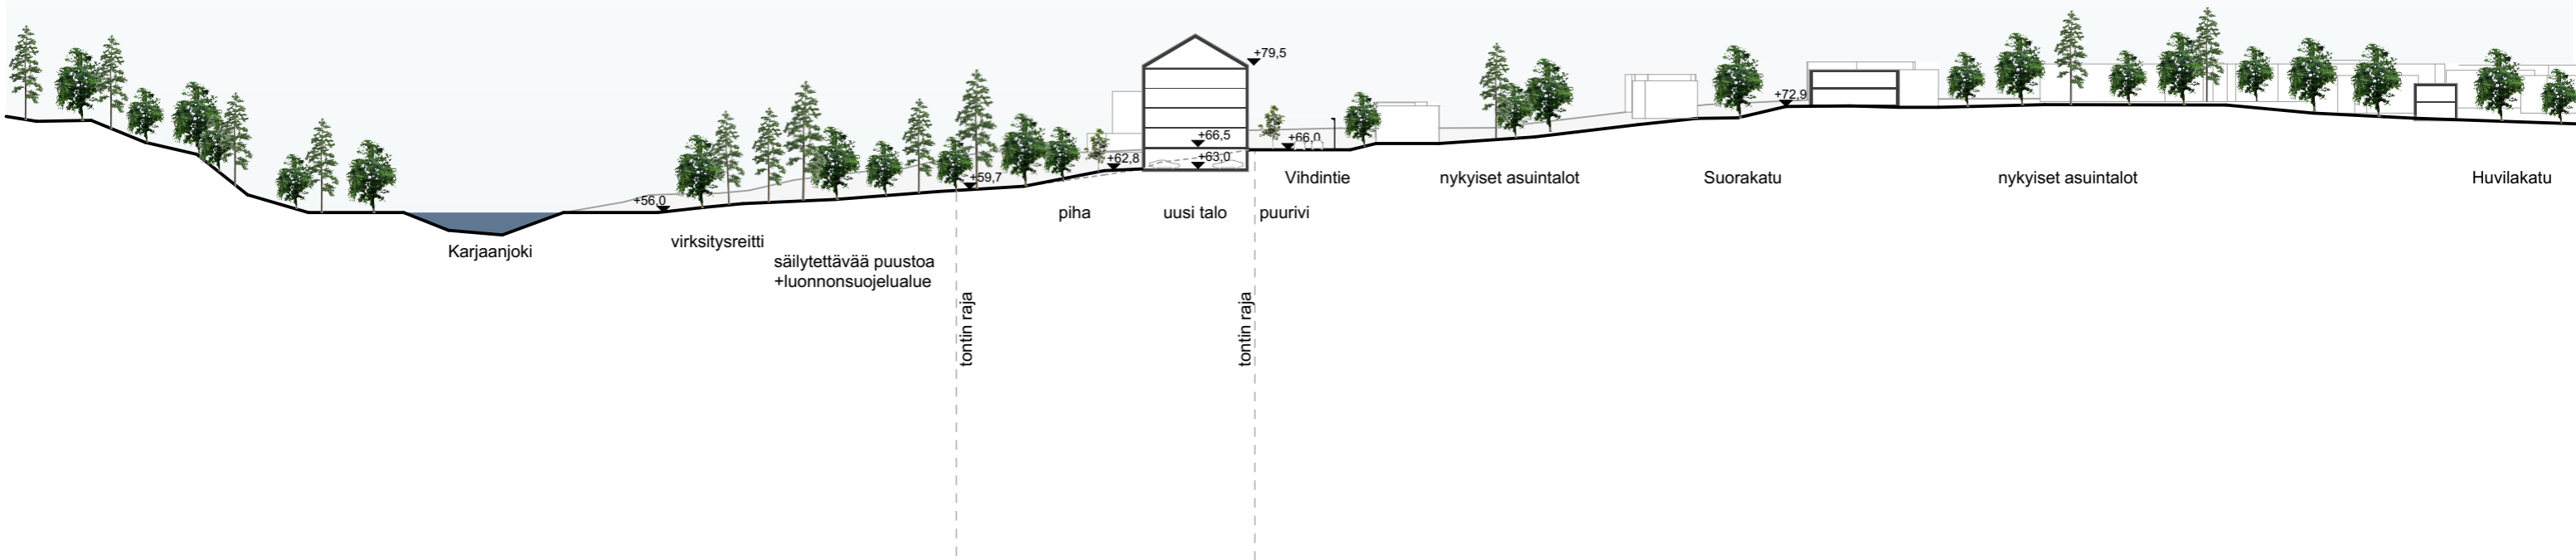 +79,5
+72,9
+66,5
+66,0
+62,8
+63,0
+59,7
+56,0
Vihdintie
nykyiset asuintalot
Suorakatu
nykyiset asuintalot
Huvilakatu
piha
uusi talo
puurivi
virksitysreitti
Karjaanjoki
säilytettävää puustoa
+luonnonsuojelualue
tontin raja
tontin raja